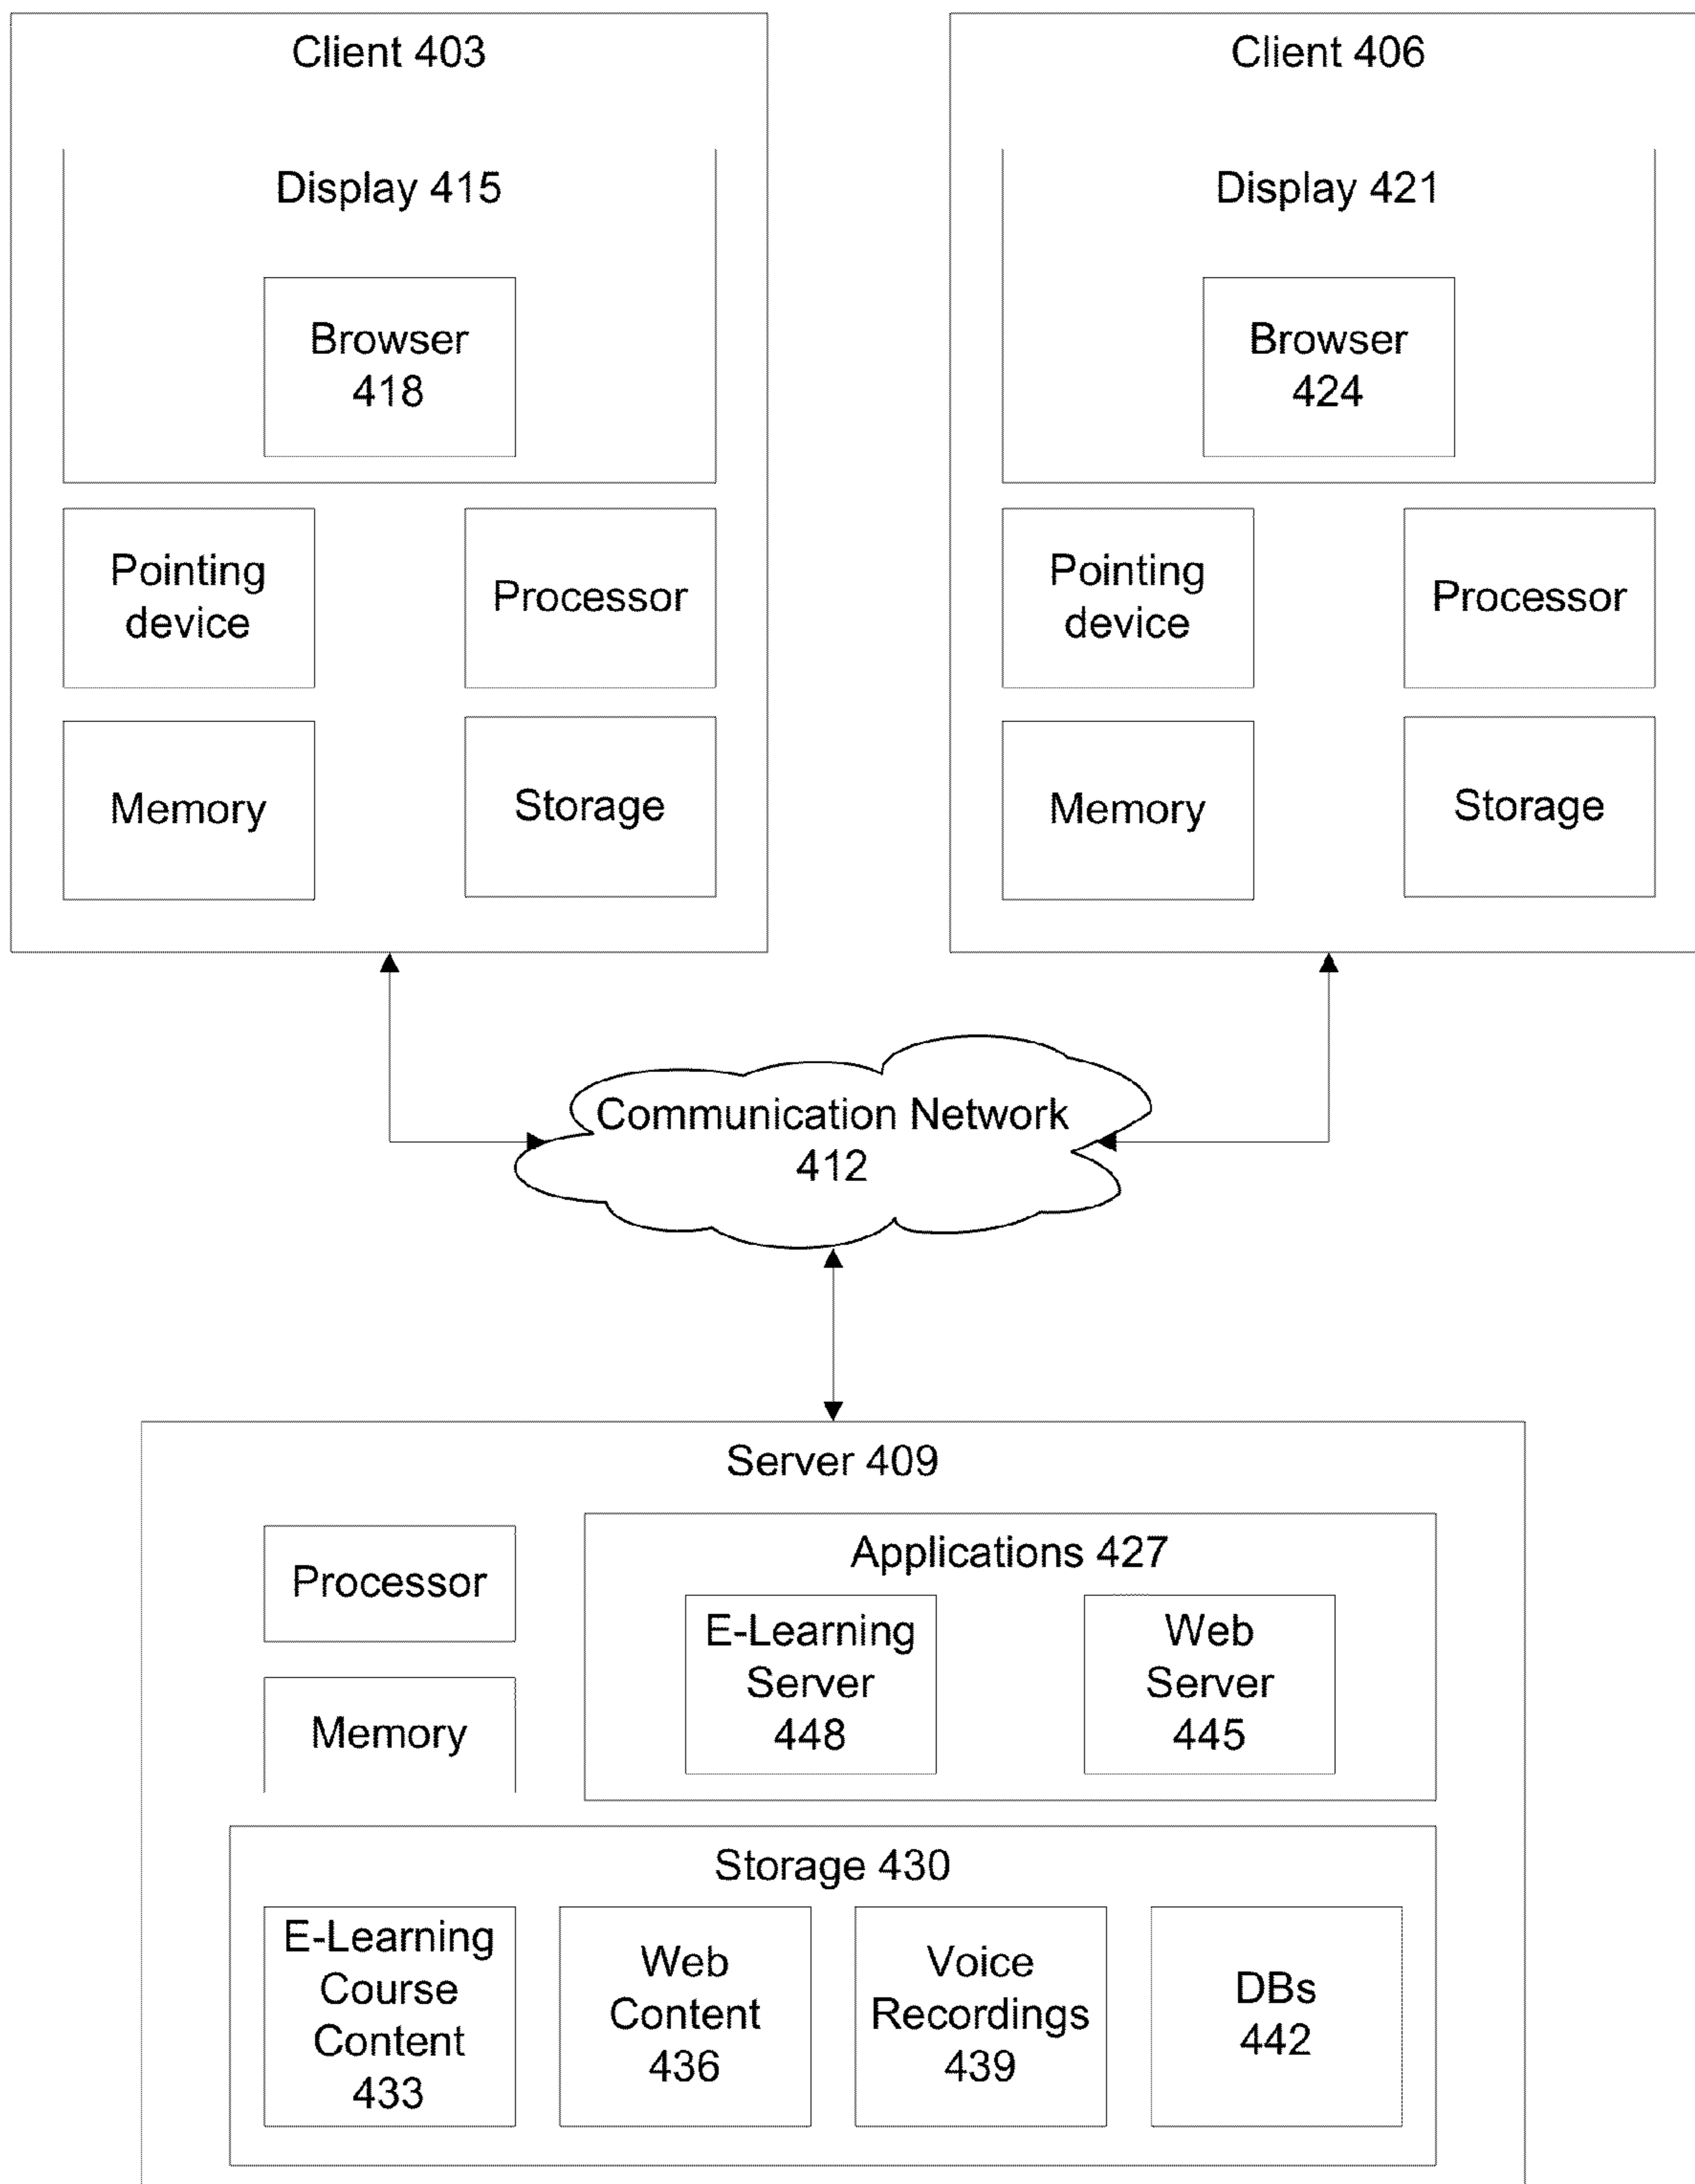 Client 403
Display 415
Browser
418
Pointing
device
Processor
Memory
Storage
Client 406
Display 421
Browser
424
Pointing
device
Processor
Memory
Storage
Communication Network
412
Server 409
Processor
Memory
Applications 427
E-Learning
Server
448
Web
Server
445
Storage 430
E-Learning
Course
Content
433
Web
Content
436
Voice
Recordings
439
DBs
442